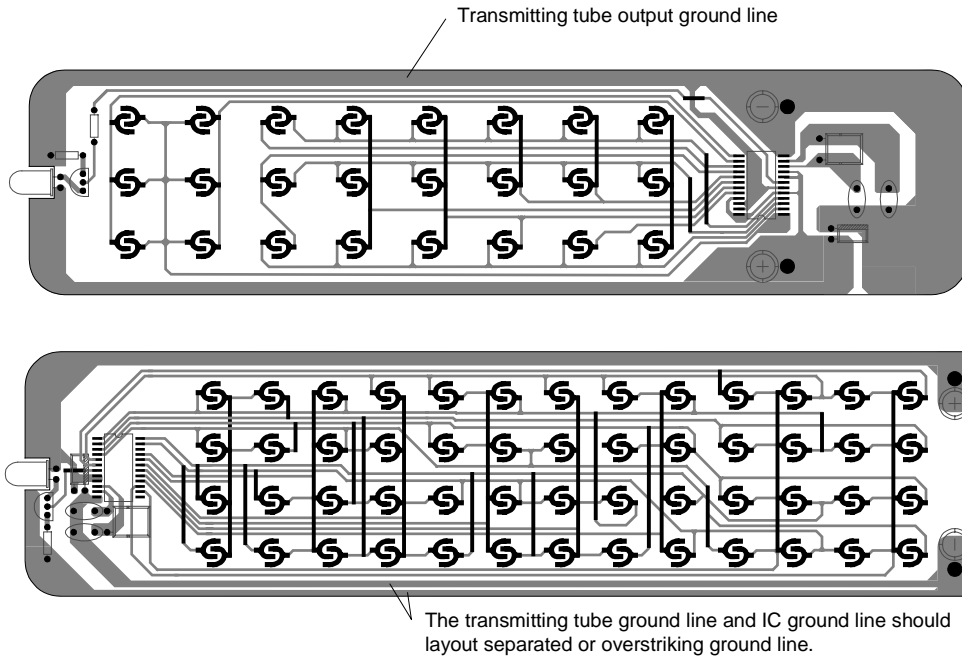 Transmitting tube output ground line
The transmitting tube ground line and IC ground line should
layout separated or overstriking ground line.